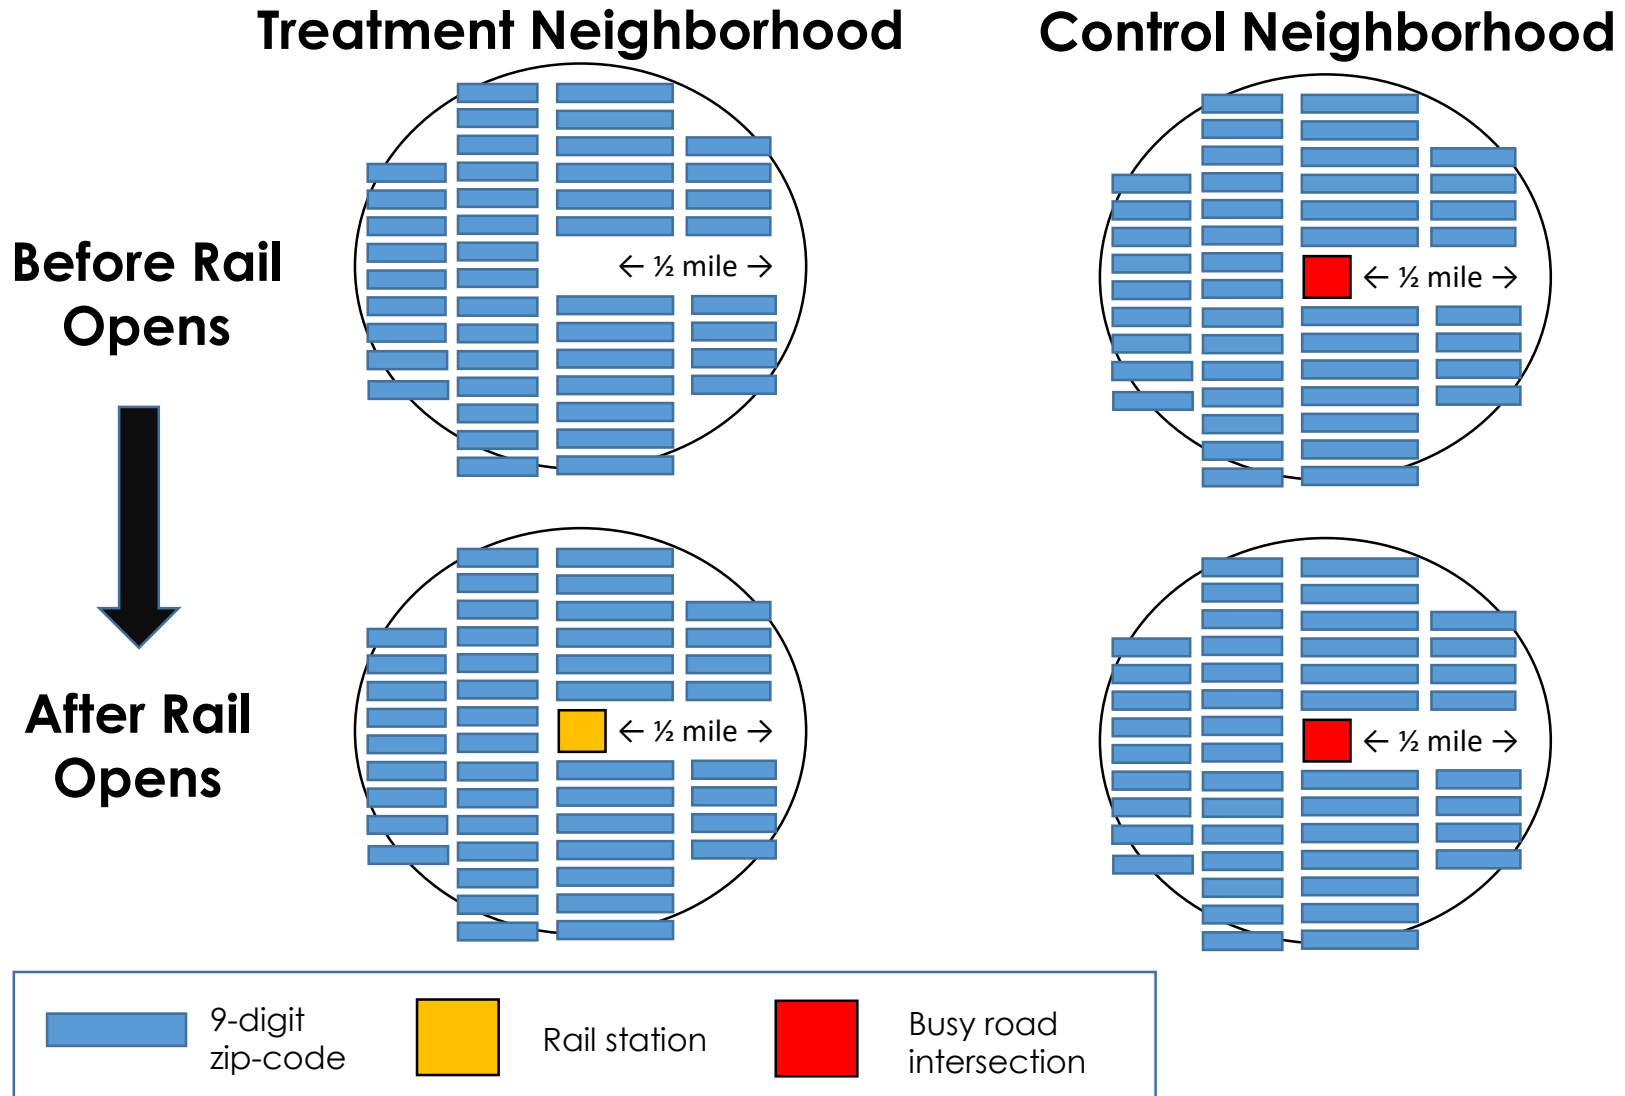 Treatment Neighborhood
Control Neighborhood
Before Rail
Opens
← ½ mile →
← ½ mile →
After Rail
Opens
← ½ mile →
← ½ mile →
9-digit
zip-code
Rail station
Busy road
intersection